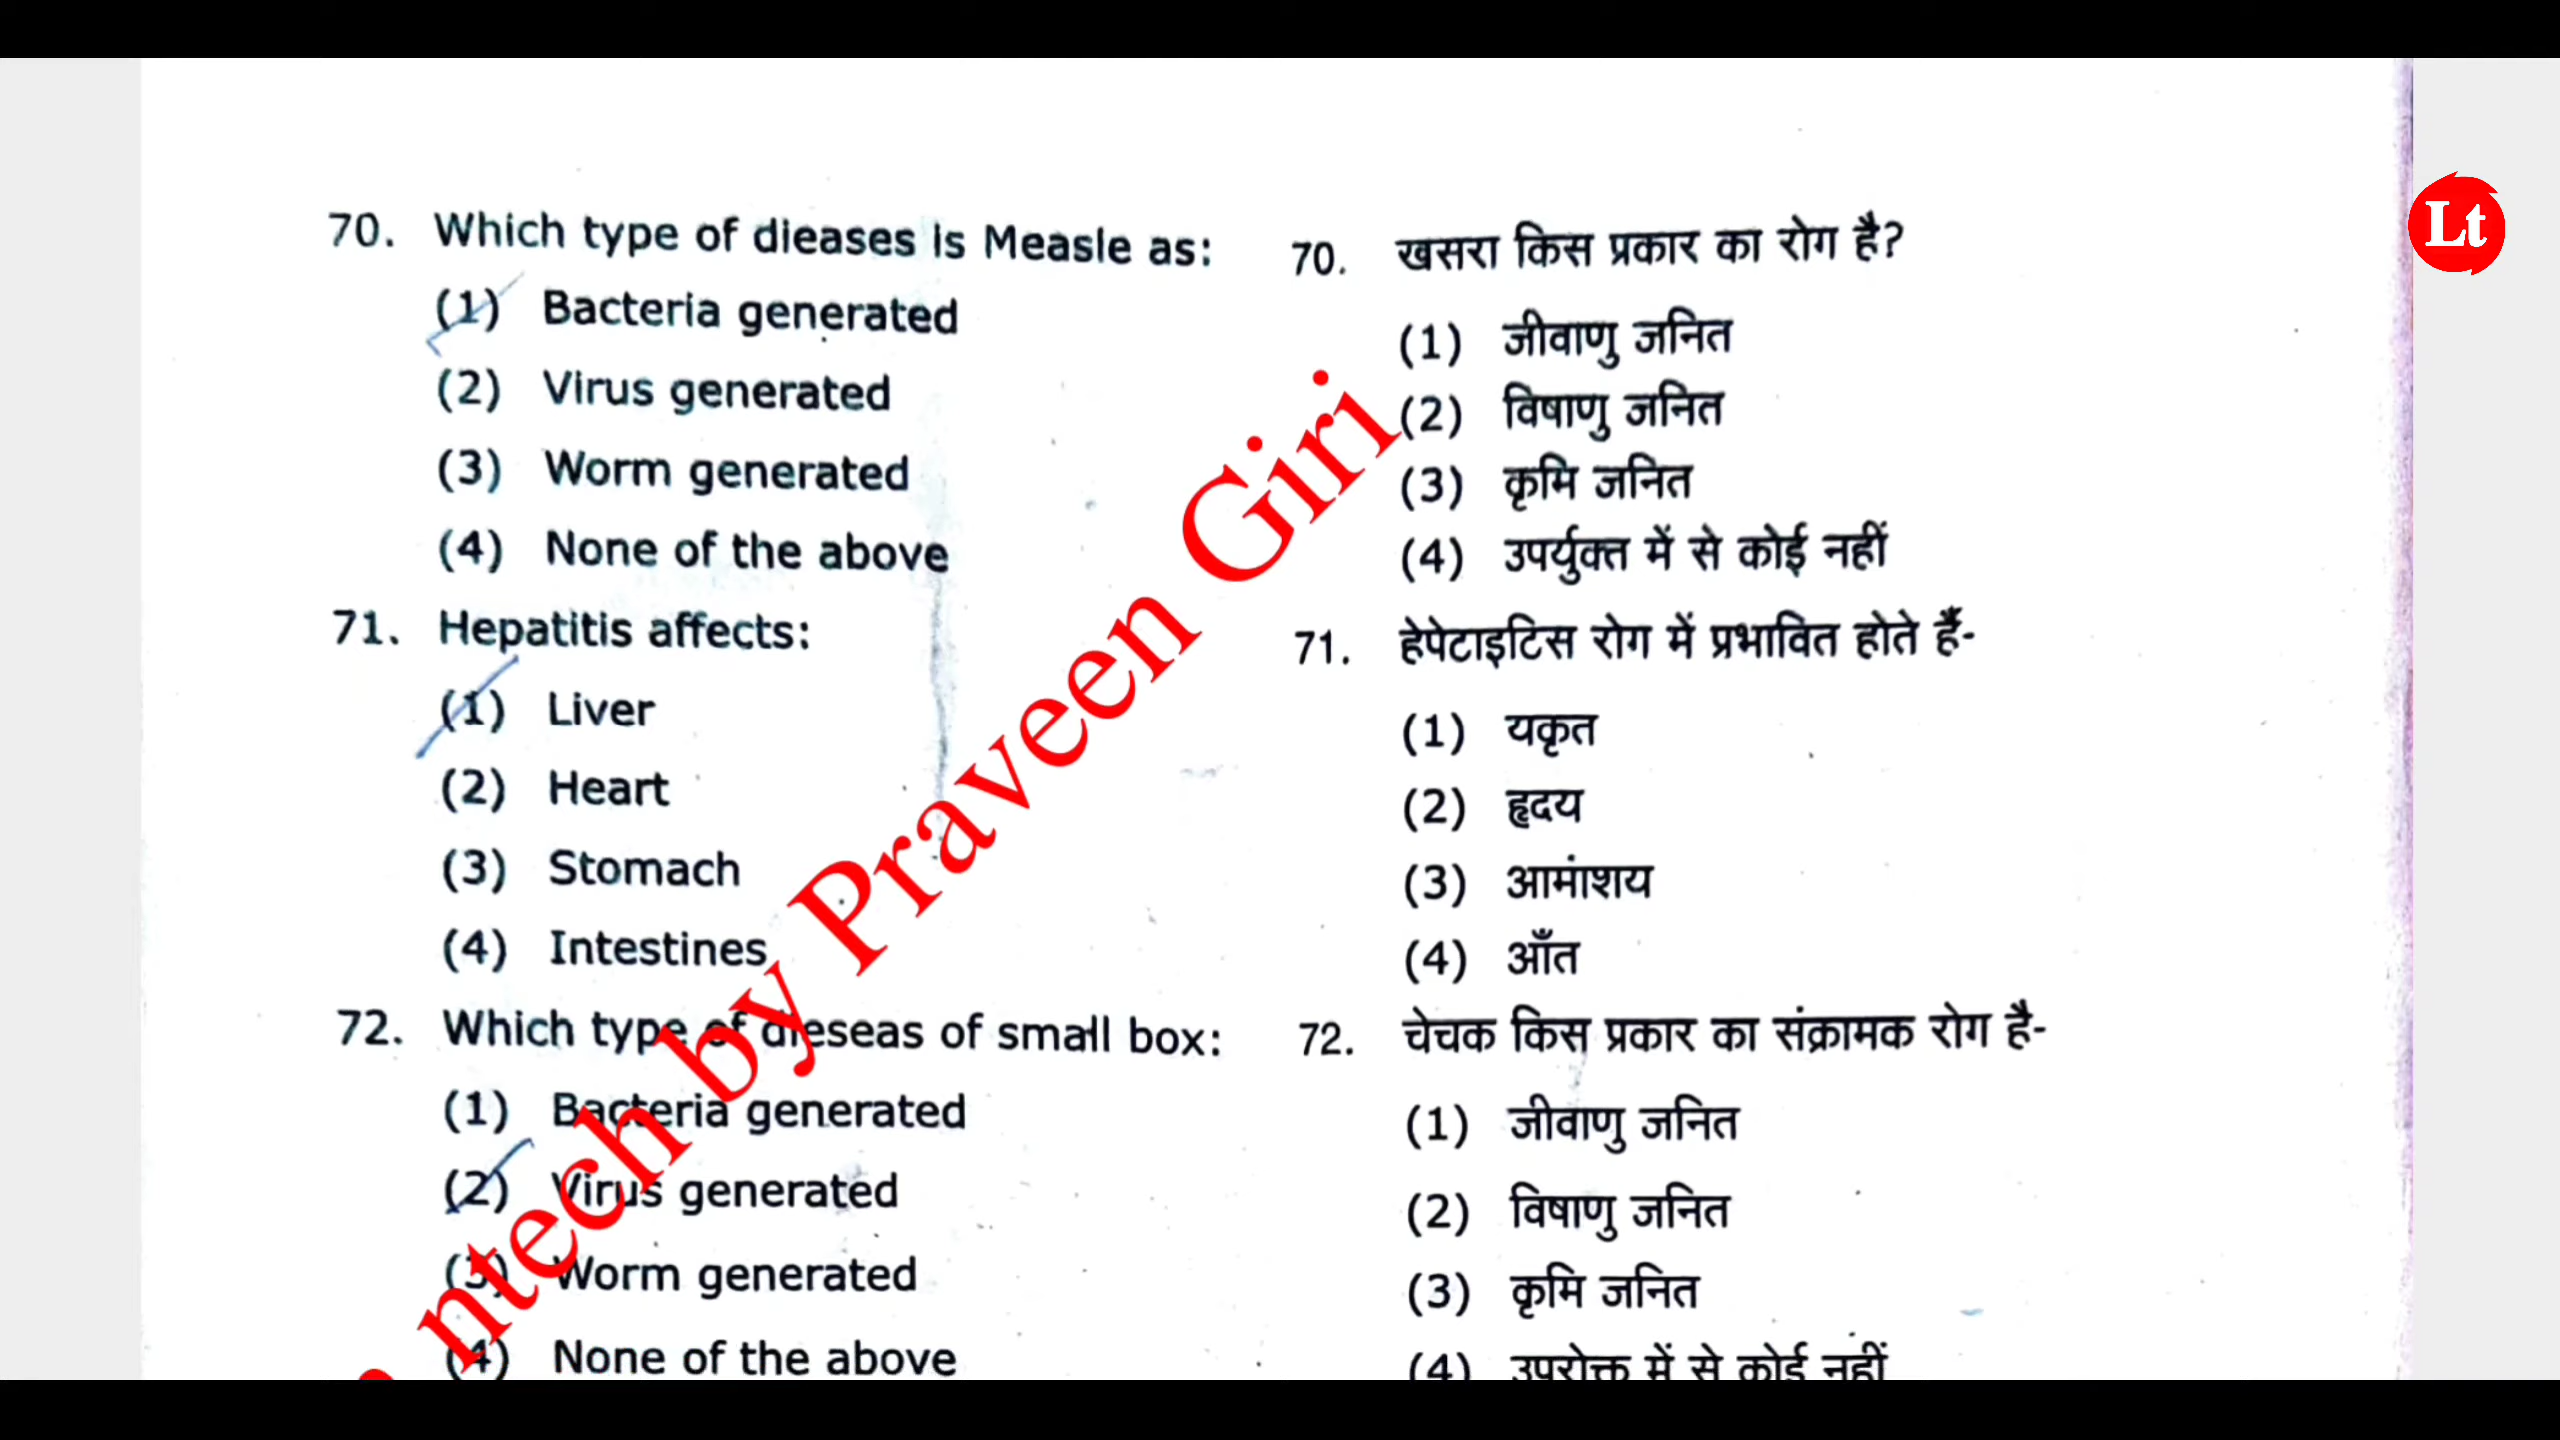 70. Which type of dieases is Measle as:
(1) Bacteria generated
(2) Virus generated
(3) Worm generated
(4) None of the above
71. Hepatitis affects:
(1) Liver
(2) Heart
(3) Stomach
(4) Intestines
72. Which type of dieseas of small box:
(1) Bacteria generated
(2) Virus generated
(3) Worm generated
(4) None of the above
70. खसरा किस प्रकार का रोग है?
(1) जीवाणु जनित
(2) विषाणु जनित
(3) कृमि जनित
(4) उपर्युक्त में से कोई नहीं
71. हेपेटाइटिस रोग में प्रभावित होते हैं-
(1) यकृत
(2) हृदय
(3) आमांशय
(4) आँत
72. चेचक किस प्रकार का संक्रामक रोग है-
(1) जीवाणु जनित
(2) विषाणु जनित
(3) कृमि जनित
(4) उपरोक्त में से कोई नहीं
ntech by Praveen Giri
Lt